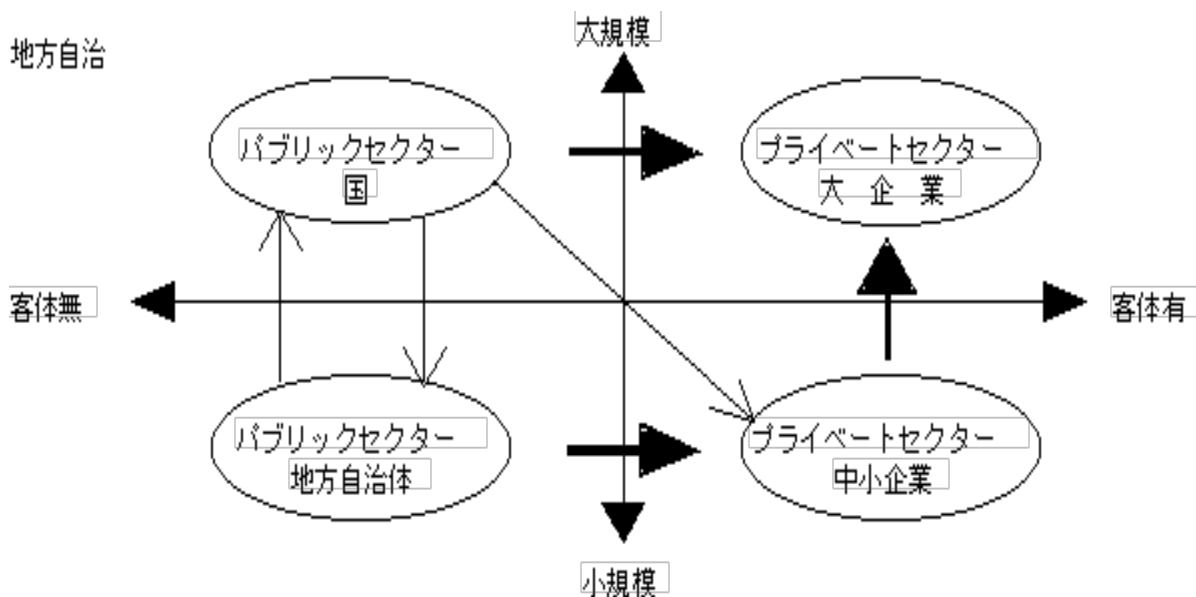 大規模
地方自治
パブリックセクター
国
プライベートセクター
大　企　業
客体無
客体有
パブリックセクター
地方自治体
プライベートセクター
中小企業
小規模